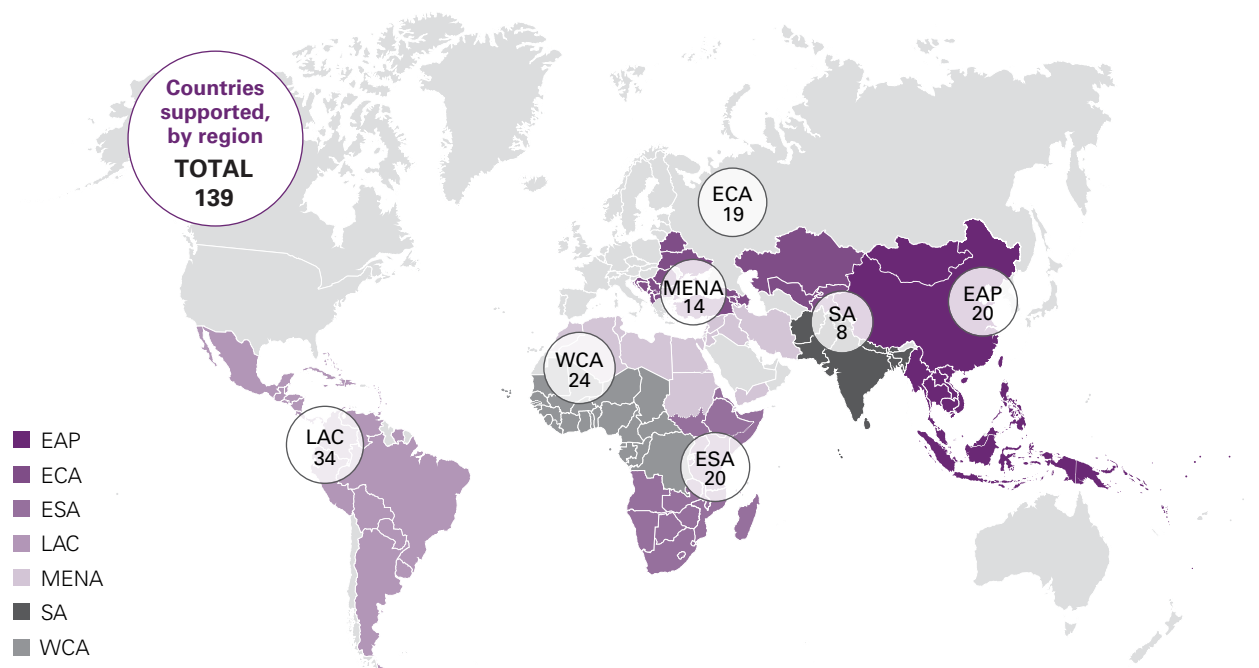 Countries
supported,
by region
TOTAL
139
ECA
19
MENA
14
SA
8
EAP
20
WCA
24
LAC
34
ESA
20
EAP
ECA
ESA
LAC
MENA
SA
WCA